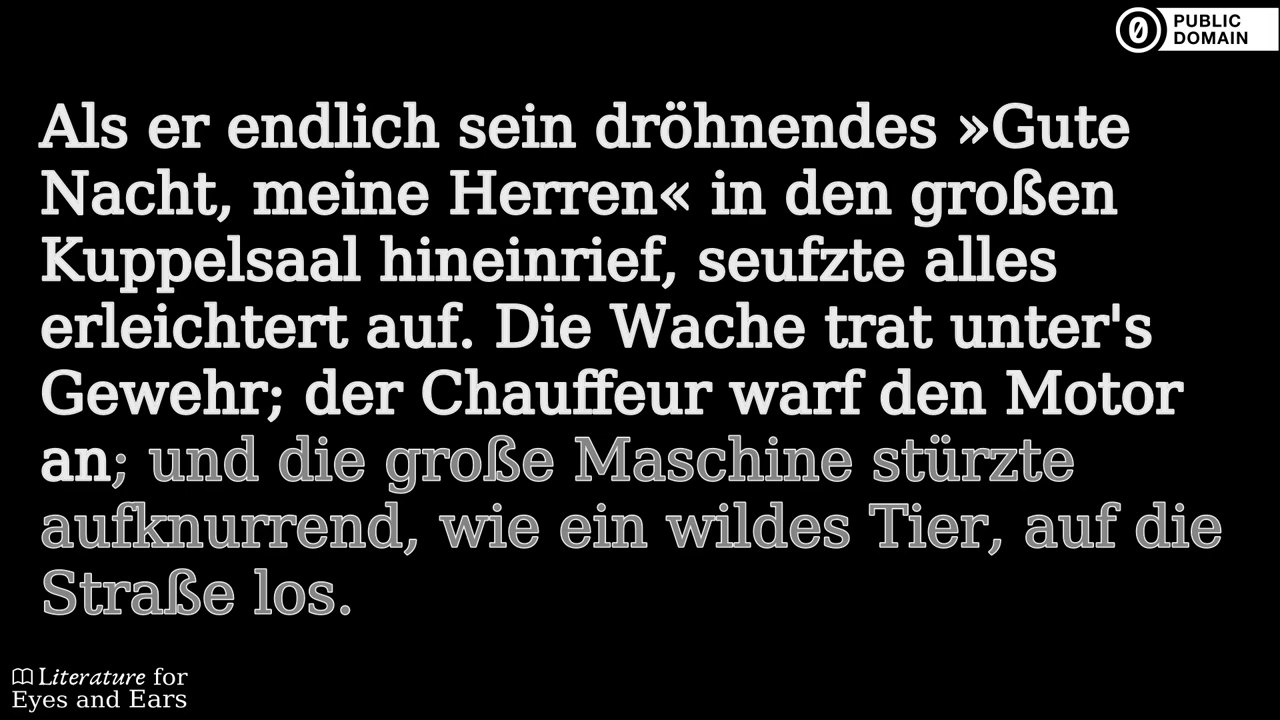 PUBLIC
DOMAIN
Als er endlich sein dröhnendes »Gute
Nacht, meine Herren« in den großen
Kuppelsaal hineinrief, seufzte alles
erleichtert auf. Die Wache trat unter's
Gewehr; der Chauffeur warf den Motor
an; und die große Maschine stürzte
aufknurrend, wie ein wildes Tier, auf die
Straße los.
Literature for
Eyes and Ears